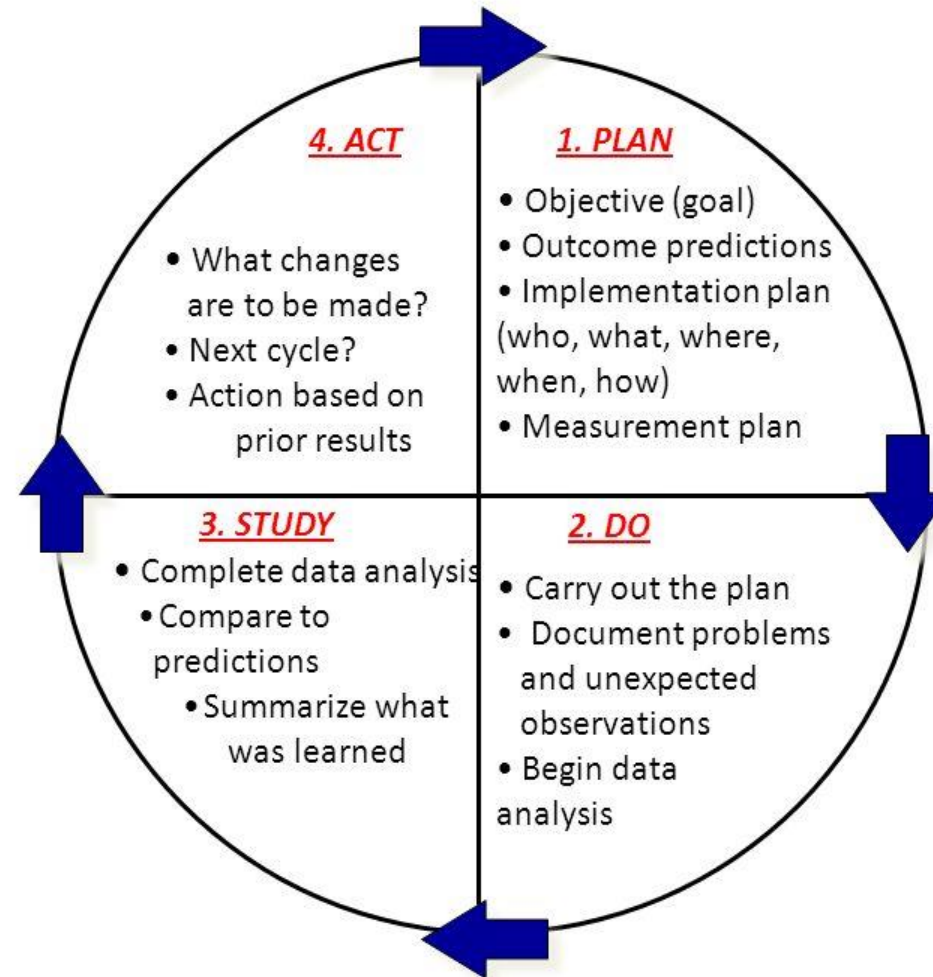 1. PLAN
• Objective (goal)
• Outcome predictions
• Implementation plan
(who, what, where,
when, how)
• Measurement plan
2. DO
• Carry out the plan
• Document problems
and unexpected
observations
• Begin data
analysis
3. STUDY
• Complete data analysis
• Compare to
predictions
• Summarize what
was learned
4. ACT
• What changes
are to be made?
• Next cycle?
• Action based on
prior results